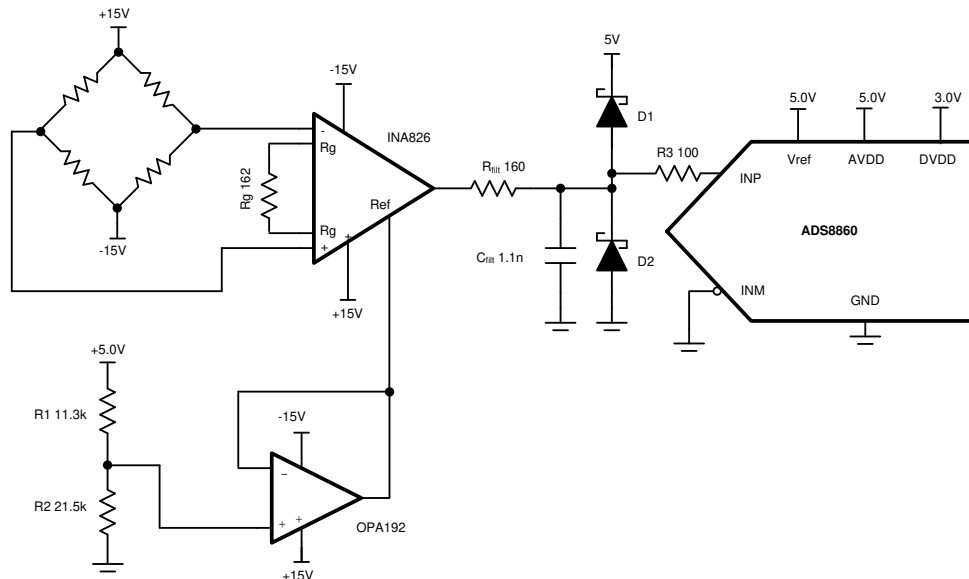 +15V
-15V
-15V
INA826
-
Rg
Rg 162
Ref
Rg
+
+
+15V
Rfilt 160
Cfilt 1.1n
5V
D1
D2
R3 100
5.0V
5.0V
3.0V
Vref
AVDD
DVDD
INP
ADS8860
INM
GND
+5.0V
R1 11.3k
R2 21.5k
-15V
−
+
+
OPA192
+15V